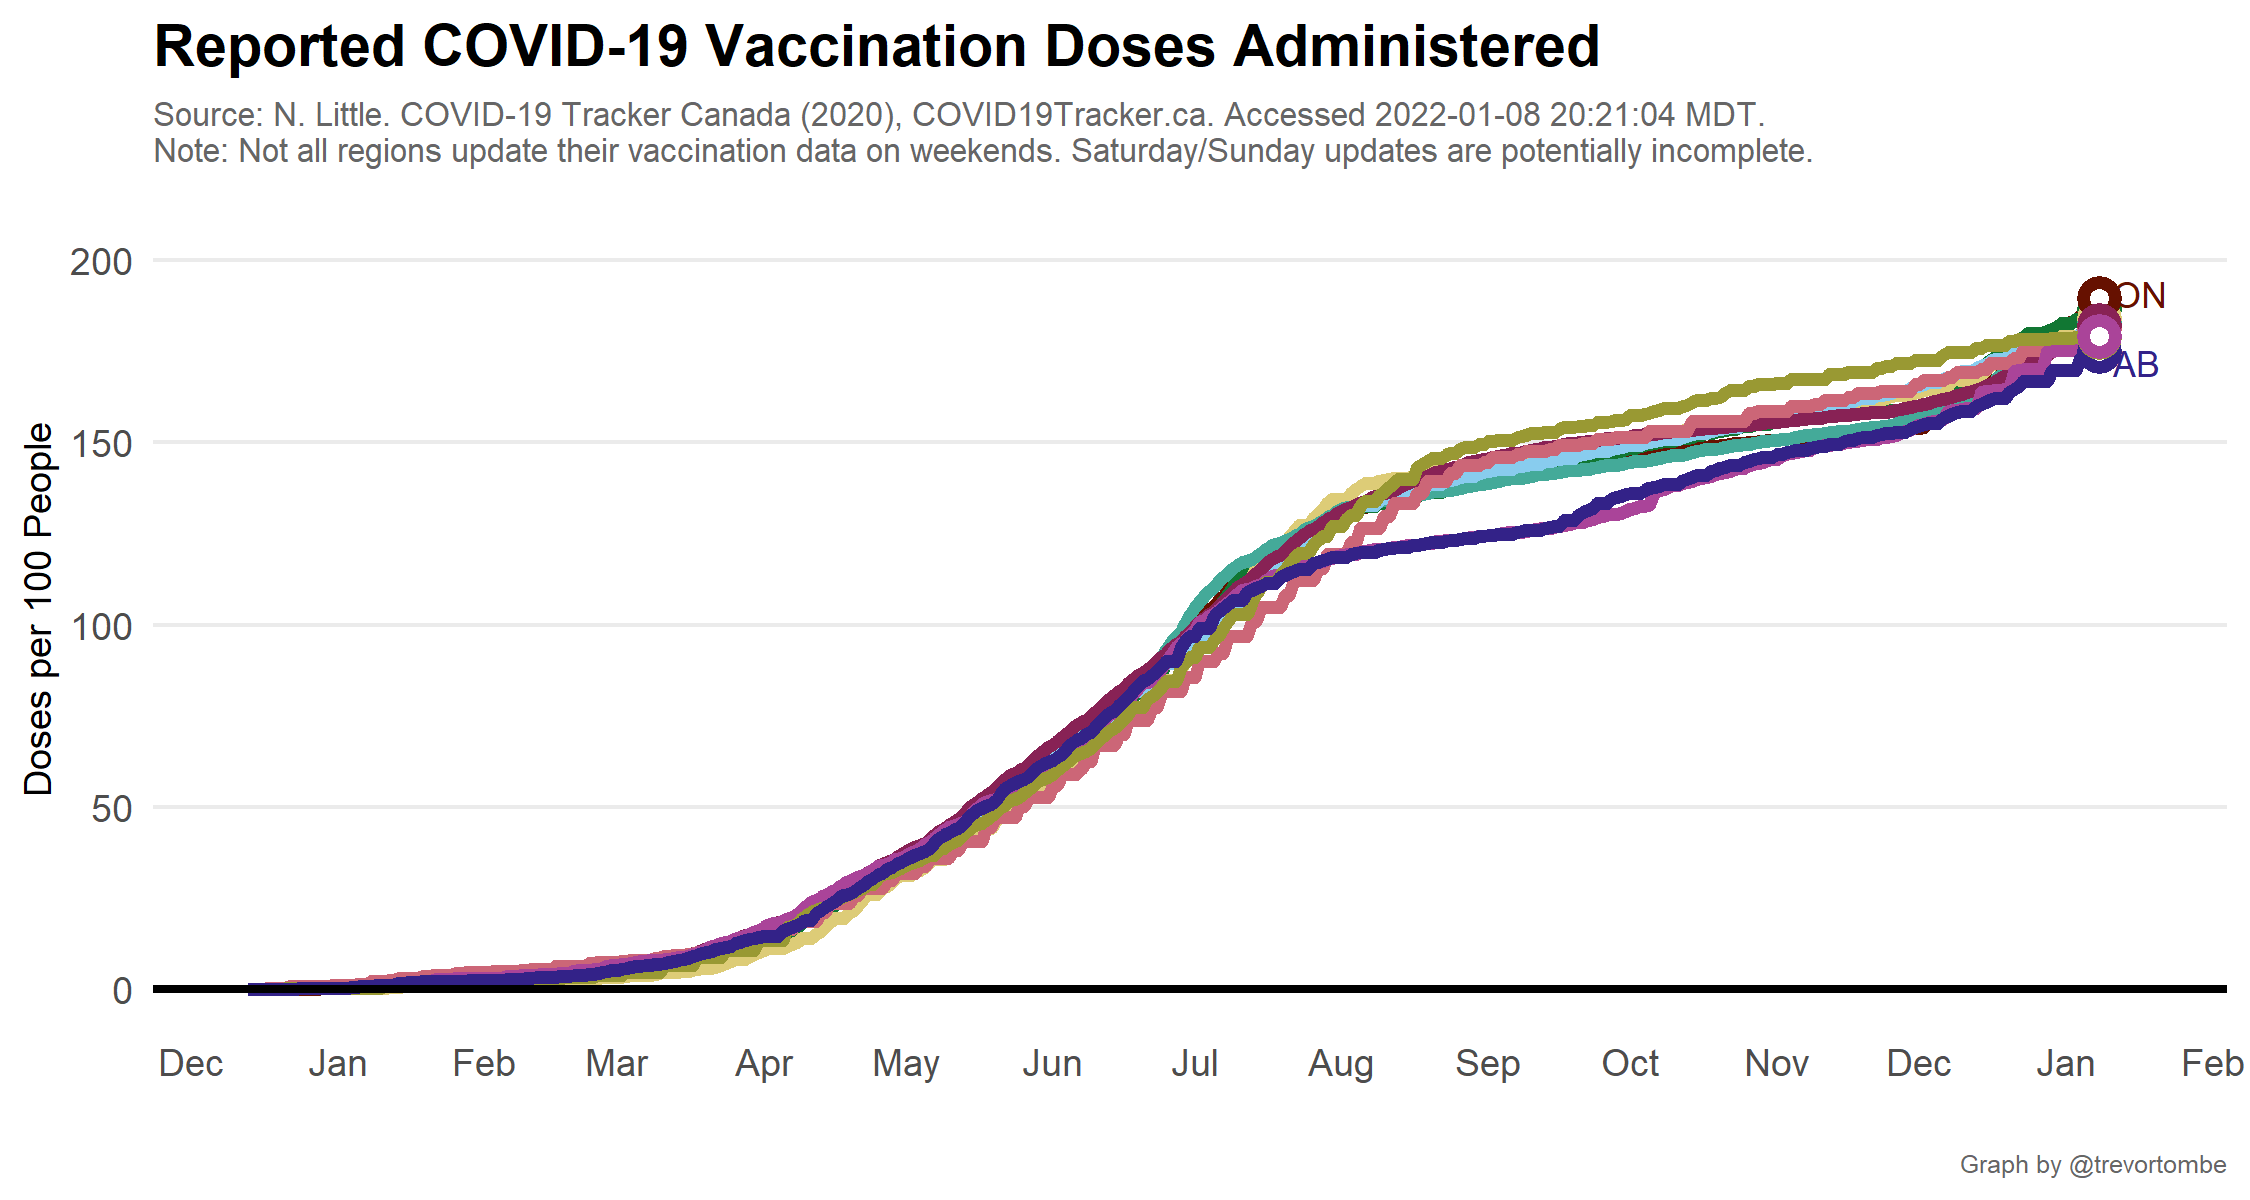 Reported COVID-19 Vaccination Doses Administered
Source: N. Little. COVID-19 Tracker Canada (2020), COVID19Tracker.ca. Accessed 2022-01-08 20:21:04 MDT.
Note: Not all regions update their vaccination data on weekends. Saturday/Sunday updates are potentially incomplete.
Doses per 100 People
200
150
100
50
0
ON
AB
Dec Jan Feb Mar Apr May Jun Jul Aug Sep Oct Nov Dec Jan Feb
Graph by @trevortombe